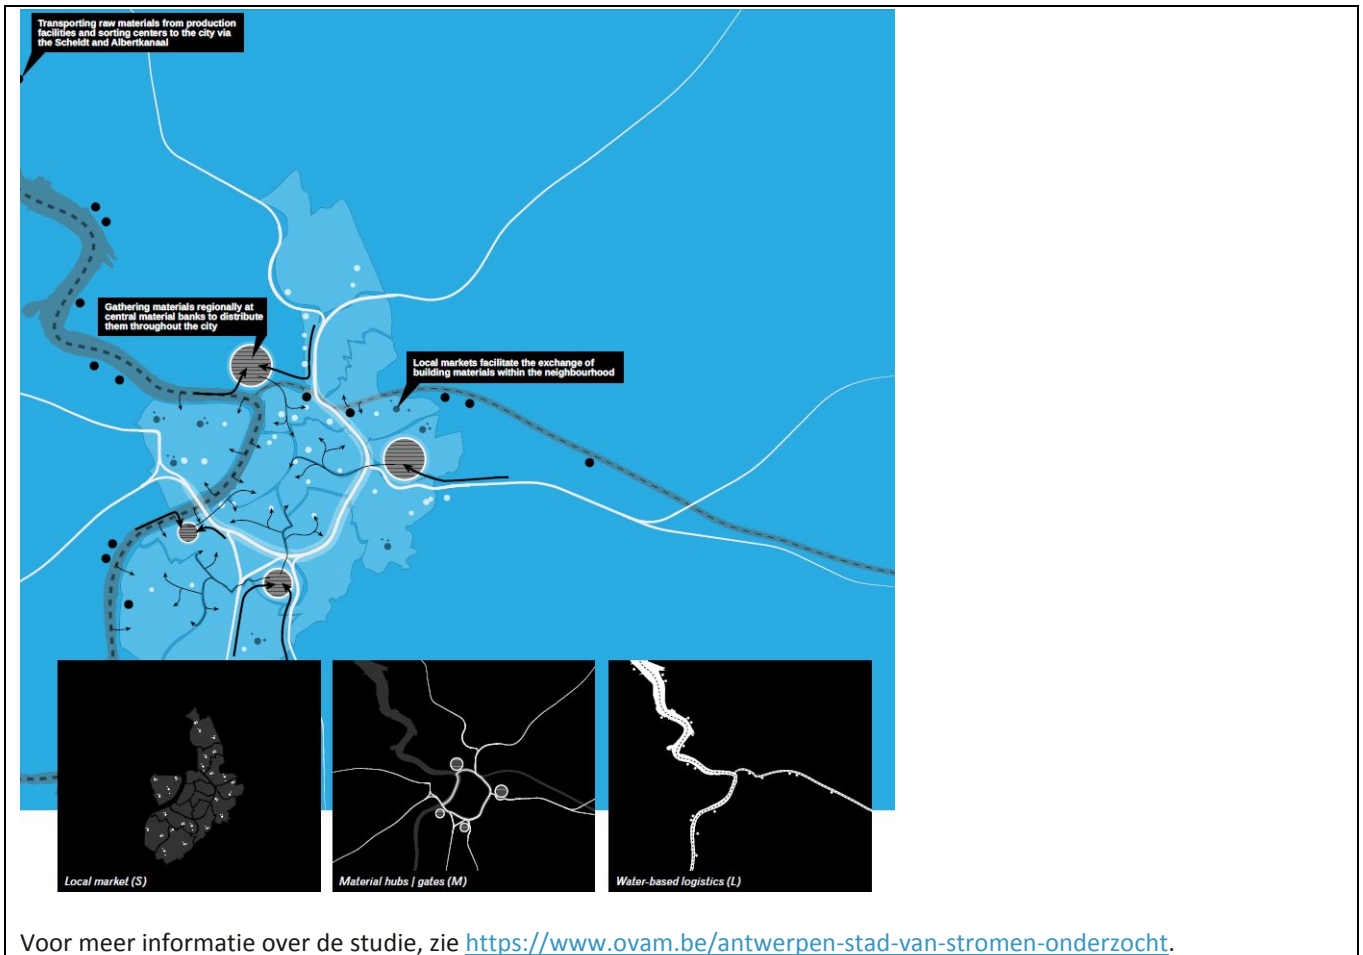 Transporting raw materials from production
facilities and sorting centers to the city via
the Scheldt and Albertkanaal
Gathering materials regionally at
central material banks to distribute
them throughout the city
Local markets facilitate the exchange of
building materials within the neighbourhood
Local market (S)
Material hubs | gates (M)
Water-based logistics (L)
Voor meer informatie over de studie, zie https://www.ovam.be/antwerpen-stad-van-stromen-onderzocht.